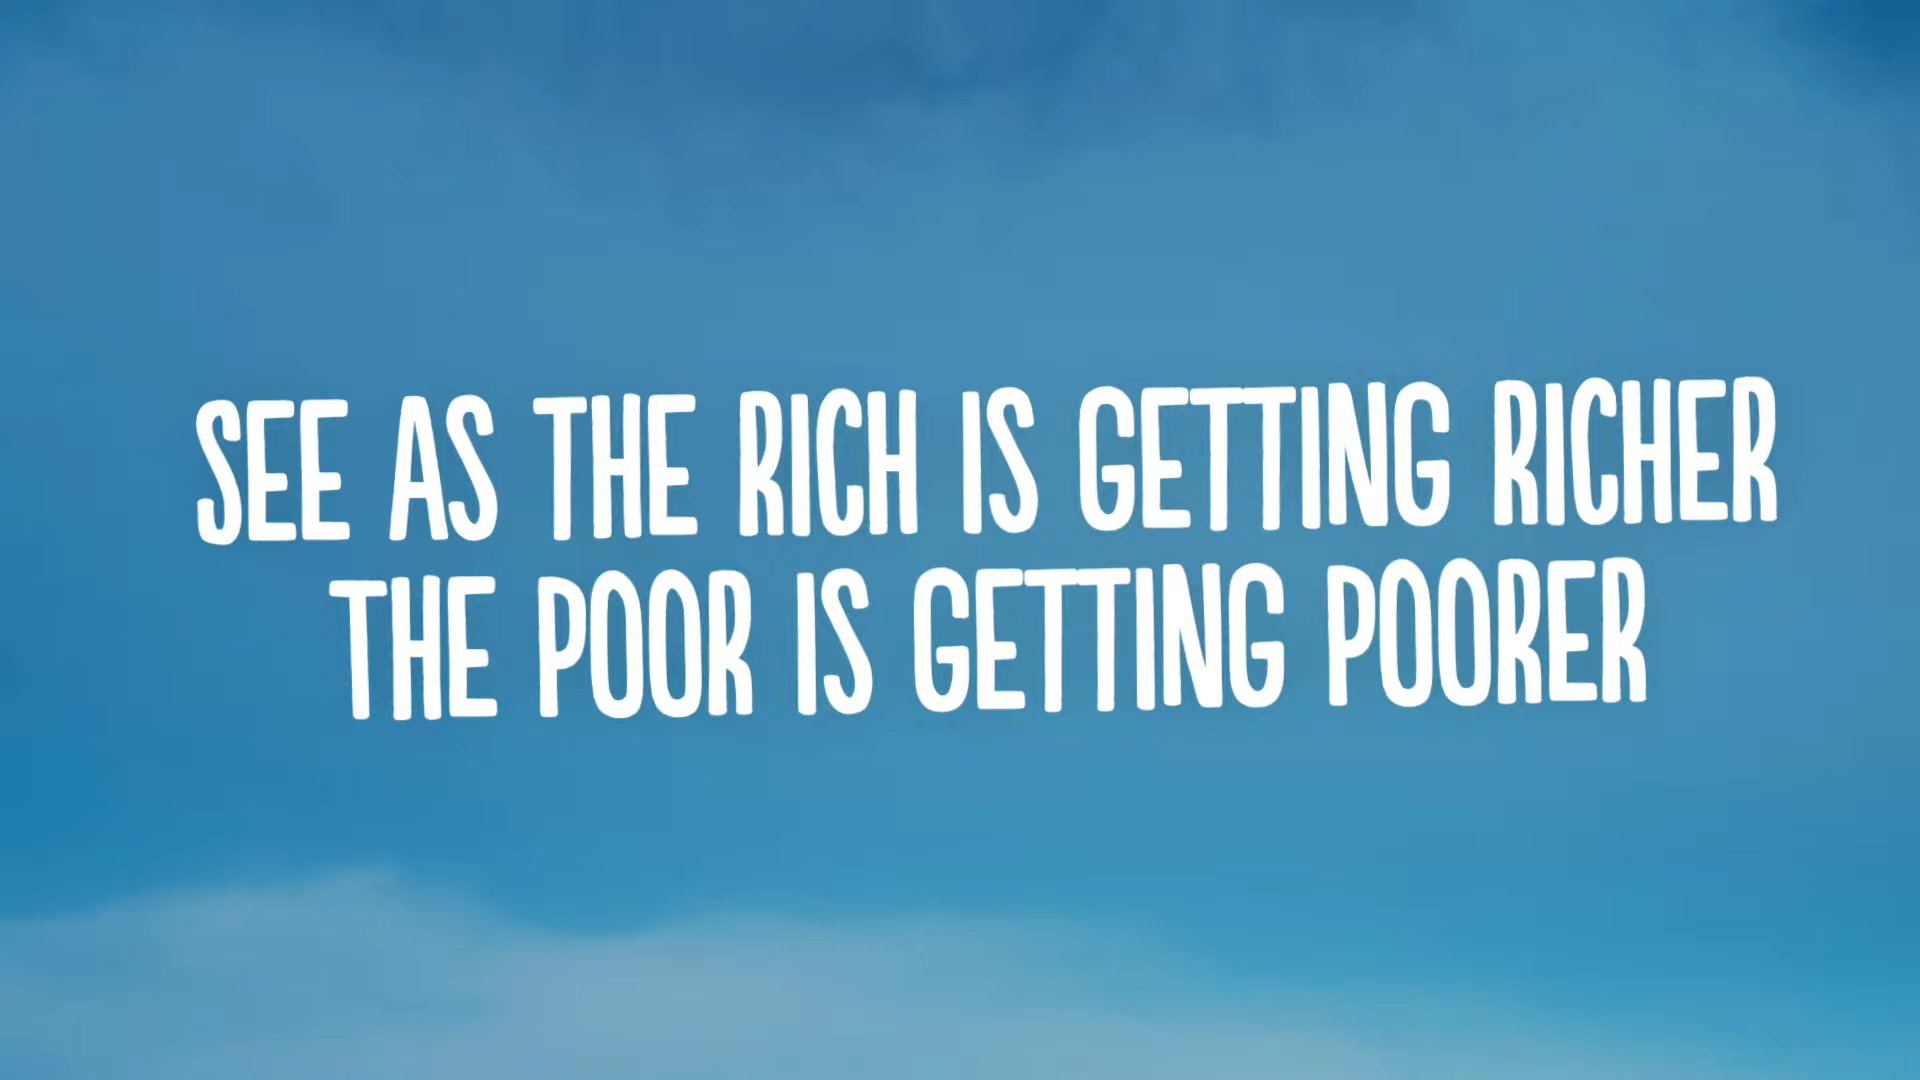 SEE AS THE RICH IS GETTING RICHER
THE POOR IS GETTING POORER